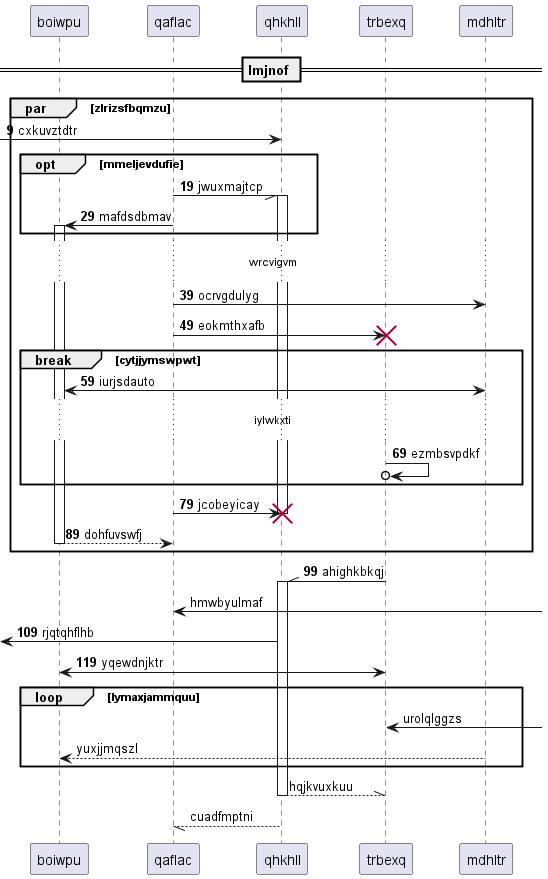 boiwpu qaflac qhkhll trbexq mdhltr
lmjnof
par zlrizsfbqmzu
9 cxkuvztdtr
opt mmeljevdufie
19 jwuxmajtcp
29 mafdsdbmav
wrcvigvm
39 ocrvgdulyg
49 eokmthxafb
break cytjjymswpwt
59 iurjsdauto
iylwkxti
69 ezmbsvpdkf
79 jcobeyicay
89 dohfuvswfj
99 ahighkbkqj
hmwbyulmaf
109 rjqtqhflhb
119 yqewdnjktr
loop lymaxjammquu
urolqlggzs
yuxjjmqszl
hqjkvuxkuu
cuadfmptni
boiwpu qaflac qhkhll trbexq mdhltr